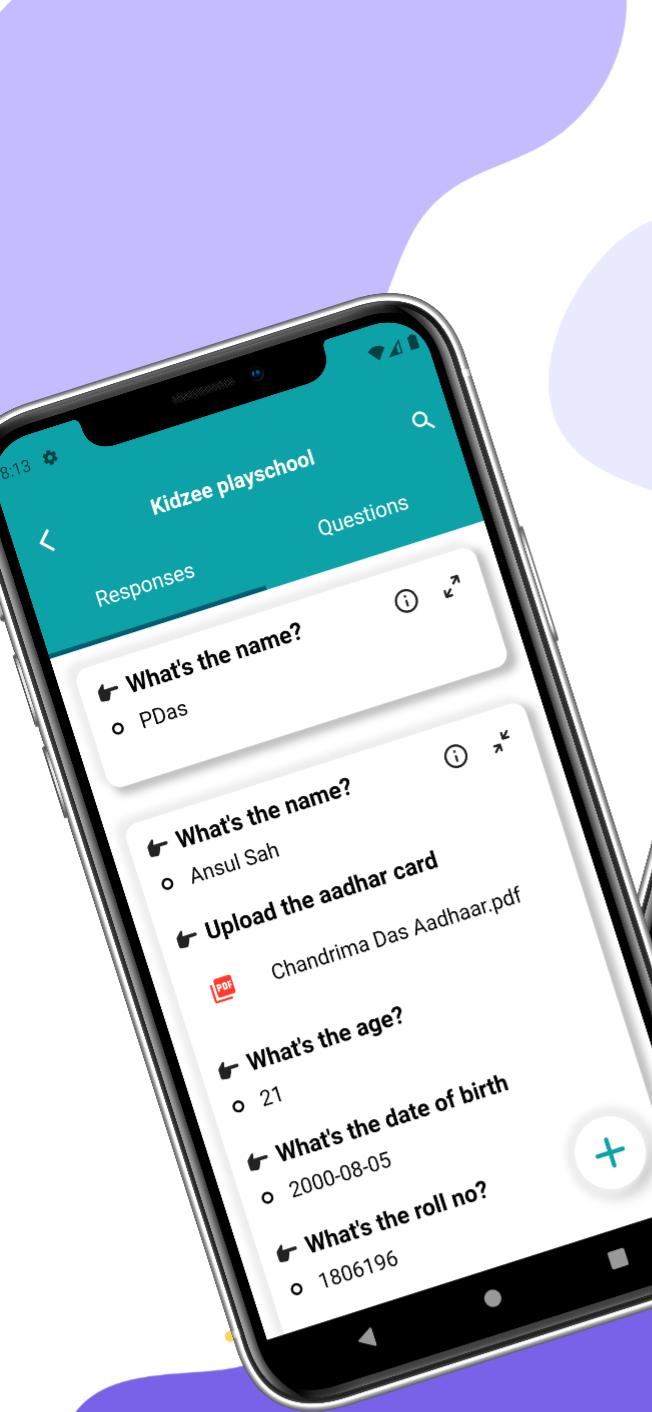 8:13
Kidzee playschool
Responses
Questions
What's the name?
PDas
What's the name?
Ansul Sah
Upload the aadhar card
PDF
Chandrima Das Aadhaar.pdf
What's the age?
21
What's the date of birth
2000-08-05
What's the roll no?
1806196